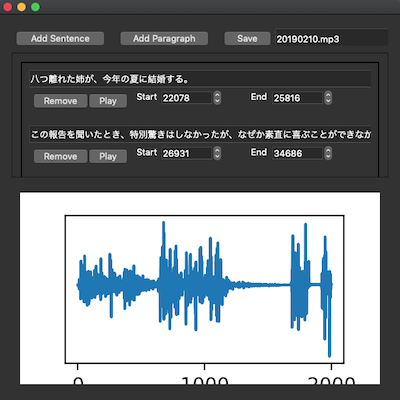 Add Sentence Add Paragraph Save 20190210.mp3
八つ離れた姉が、今年の夏に結婚する。
Remove Play Start 22078 End 25816
この報告を聞いたとき、特別驚きはしなかったが、なぜか素直に喜ぶことができなか
Remove Play Start 26931 End 34686
0 1000 2000